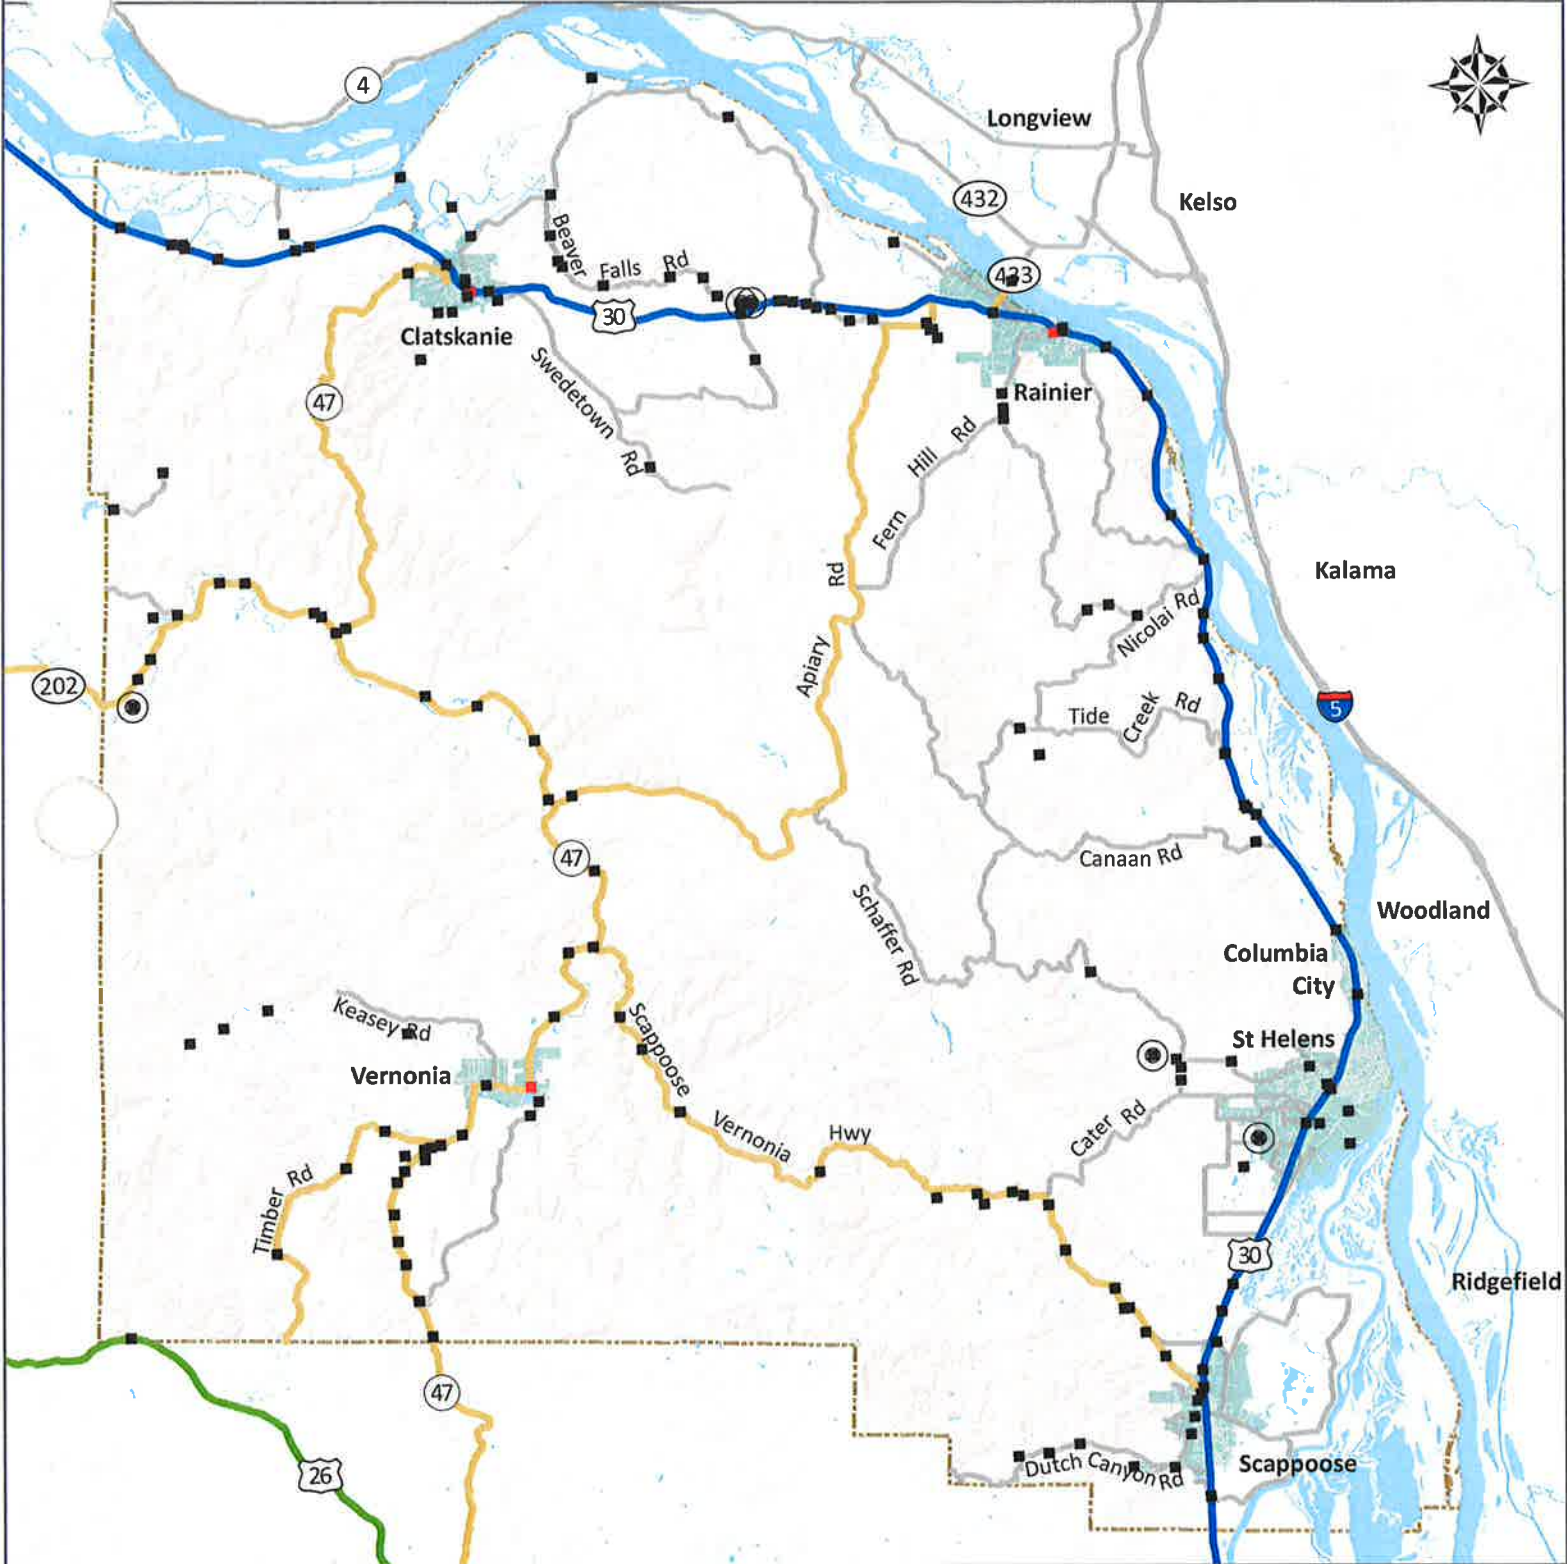 4
Longview
432
Kelso
Beaver
Falls Rd
433
30
Clatskanie
Swedetown
Rd
47
Rainier
Hill Rd
Fern
Rd
Kalama
Nicolai Rd
Apiary
202
Tide
Creek
Rd
5
47
Canaan Rd
Schaffer Rd
Woodland
Columbia
City
Keasey Rd
Scappoose
St Helens
Vernonia
Vernonia
Hwy
Cater
Rd
Timber Rd
30
Ridgefield
47
26
Dutch Canyon Rd
Scappoose